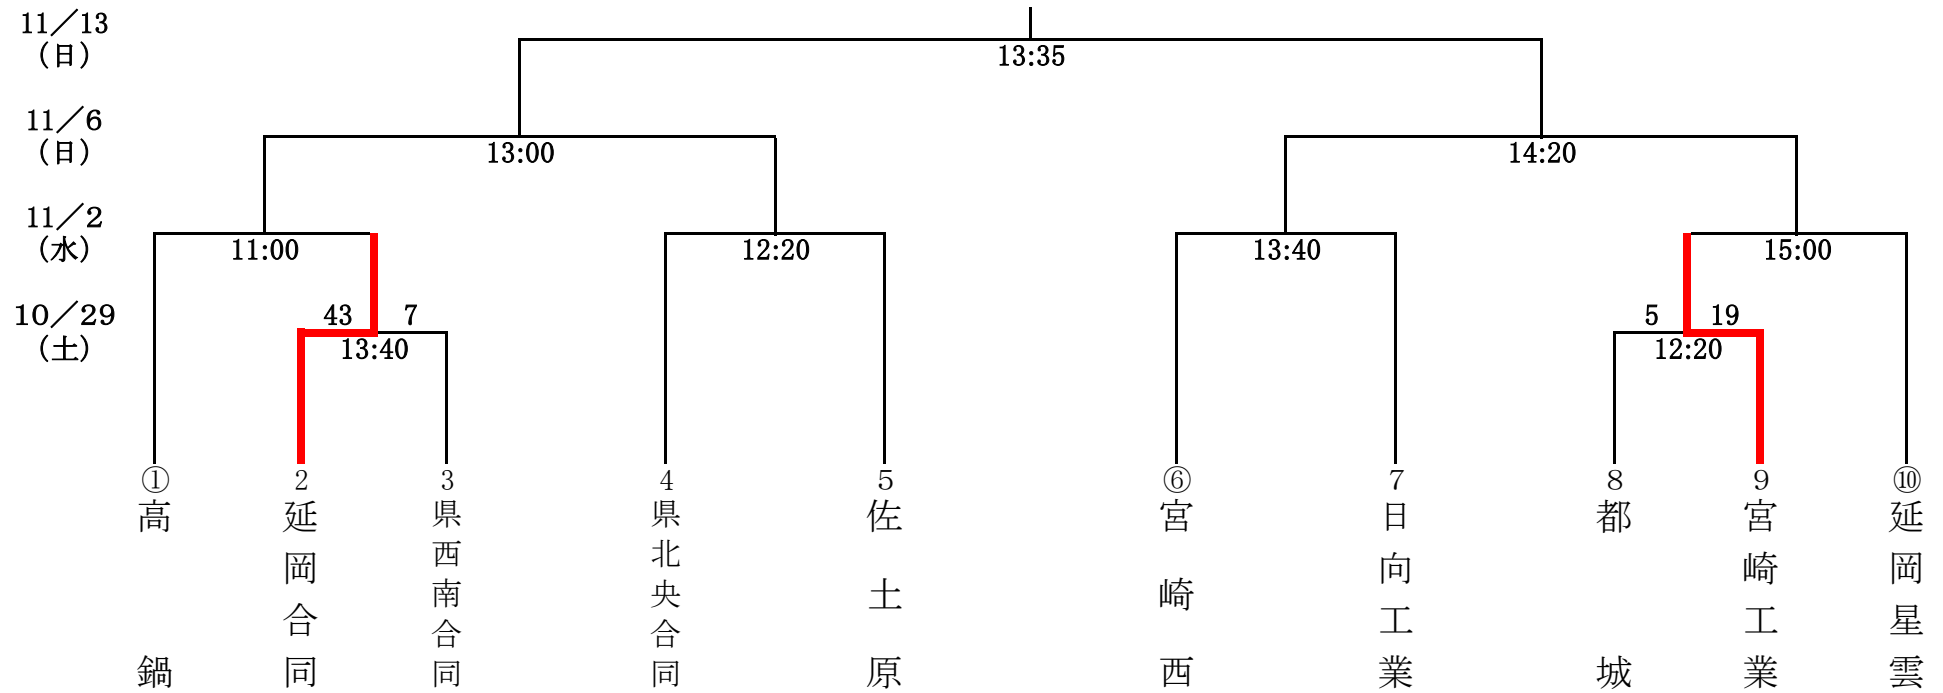 11／13
（日）
13:35
11／6
（日）
13:00
14:20
11／2
（水）
11:00
12:20
13:40
15:00
10／29
（土）
43
7
13:40
5
19
12:20
①
高鍋
2
延岡合同
3
県西南合同
4
県北央合同
5
佐土原
⑥
宮崎西
7
日向工業
8
都城
9
宮崎工業
⑩
延岡星雲